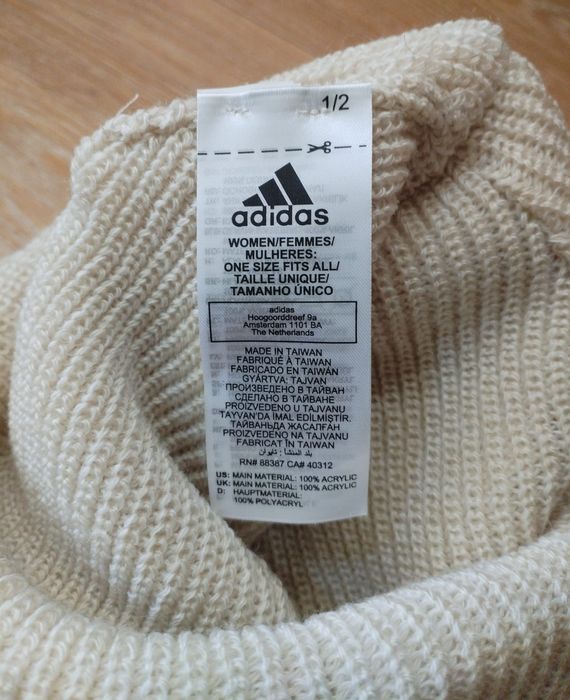 1/2
adidas
WOMEN/FEMMES/
MULHERES:
ONE SIZE FITS ALL/
TAILLE UNIQUE/
TAMANHO ÚNICO
adidas
Hoogoorddreef 9a
Amsterdam 1101 BA
The Netherlands
MADE IN TAIWAN
FABRIQUÉ À TAIWAN
FABRICADO EN TAIWÁN
GYÁRTVA: TAJVAN
ПРОИЗВЕДЕНО В ТАЙВАН
СДЕЛАНО В ТАЙВАНЕ
PROIZVEDENO U TAJVANU
TAYVAN'DA İMAL EDİLMİŞTİR.
ТАЙВАНЬДА ЖАСАЛҒАН
PROIZVEDENO NA TAJVANU
FABRICAT ÎN TAIWAN
بلد المنشأ : تايوان
RN# 88387 CA# 40312
US: MAIN MATERIAL: 100% ACRYLIC
UK: MAIN MATERIAL: 100% ACRYLIC
D: HAUPTMATERIAL:
100% POLYACRYL